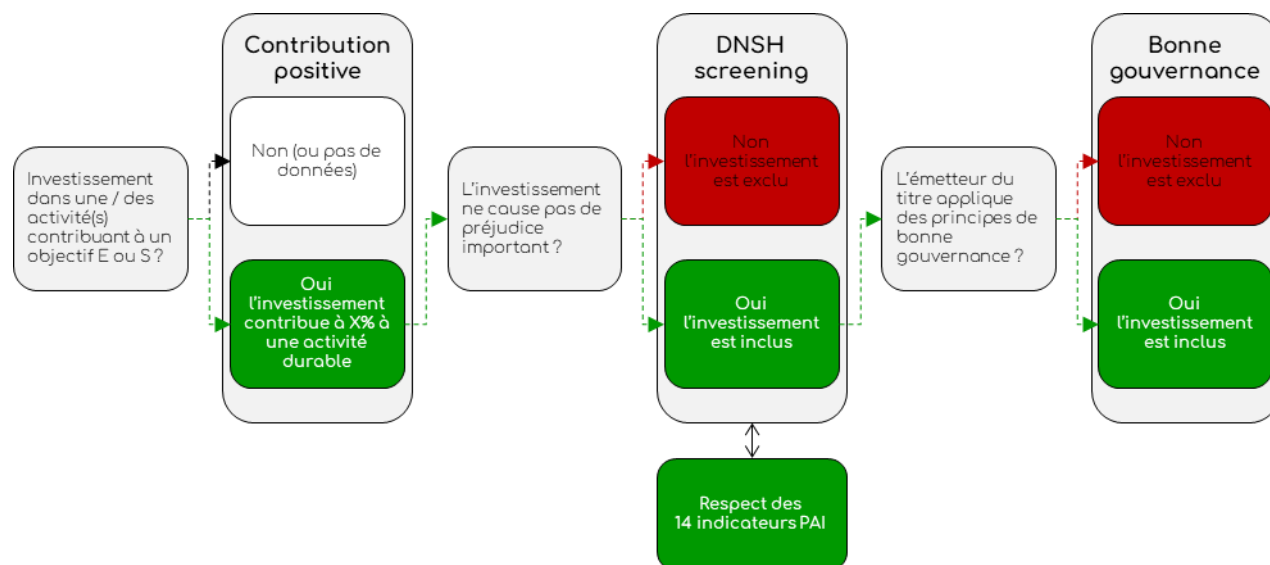 Investissement
dans une / des
activité(s)
contribuant à un
objectif E ou S ?
Contribution
positive
Non (ou pas de
données)
Oui
l'investissement
contribue à X% à
une activité
durable
L'investissement
ne cause pas de
préjudice
important ?
DNSH
screening
Non
l'investissement
est exclu
Oui
l'investissement
est inclus
Respect des
14 indicateurs PAI
L'émetteur du
titre applique
des principes de
bonne
gouvernance ?
Bonne
gouvernance
Non
l'investissement
est exclu
Oui
l'investissement
est inclus